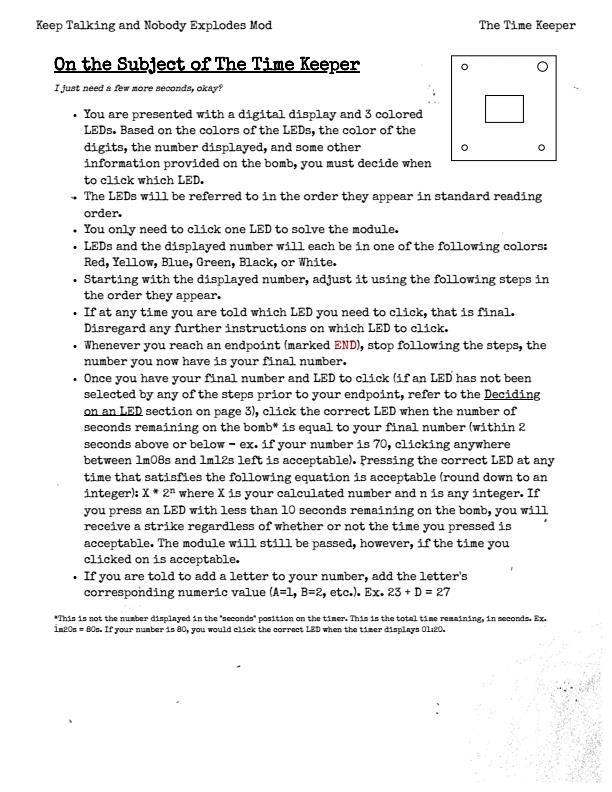 Keep Talking and Nobody Explodes Mod
The Time Keeper
On the Subject of The Time Keeper
I just need a few more seconds, okay?
• You are presented with a digital display and 3 colored
LEDs. Based on the colors of the LEDs, the color of the
digits, the number displayed, and some other
information provided on the bomb, you must decide when
to click which LED.
• The LEDs will be referred to in the order they appear in standard reading
order.
• You only need to click one LED to solve the module.
• LEDs and the displayed number will each be in one of the following colors:
Red, Yellow, Blue, Green, Black, or White.
• Starting with the displayed number, adjust it using the following steps in
the order they appear.
• If at any time you are told which LED you need to click, that is final.
Disregard any further instructions on which LED to click.
• Whenever you reach an endpoint (marked END), stop following the steps, the
number you now have is your final number.
• Once you have your final number and LED to click (if an LED has not been
selected by any of the steps prior to your endpoint, refer to the Deciding
on an LED section on page 3), click the correct LED when the number of
seconds remaining on the bomb* is equal to your final number (within 2
seconds above or below – ex. if your number is 70, clicking anywhere
between 1m08s and 1m12s left is acceptable). Pressing the correct LED at any
time that satisfies the following equation is acceptable (round down to an
integer): X * 2ⁿ where X is your calculated number and n is any integer. If
you press an LED with less than 10 seconds remaining on the bomb, you will
receive a strike regardless of whether or not the time you pressed is
acceptable. The module will still be passed, however, if the time you
clicked on is acceptable.
• If you are told to add a letter to your number, add the letter's
corresponding numeric value (A=1, B=2, etc.). Ex. 23 + D = 27
*This is not the number displayed in the "seconds" position on the timer. This is the total time remaining, in seconds. Ex.
1m20s = 80s. If your number is 80, you would click the correct LED when the timer displays 01:20.